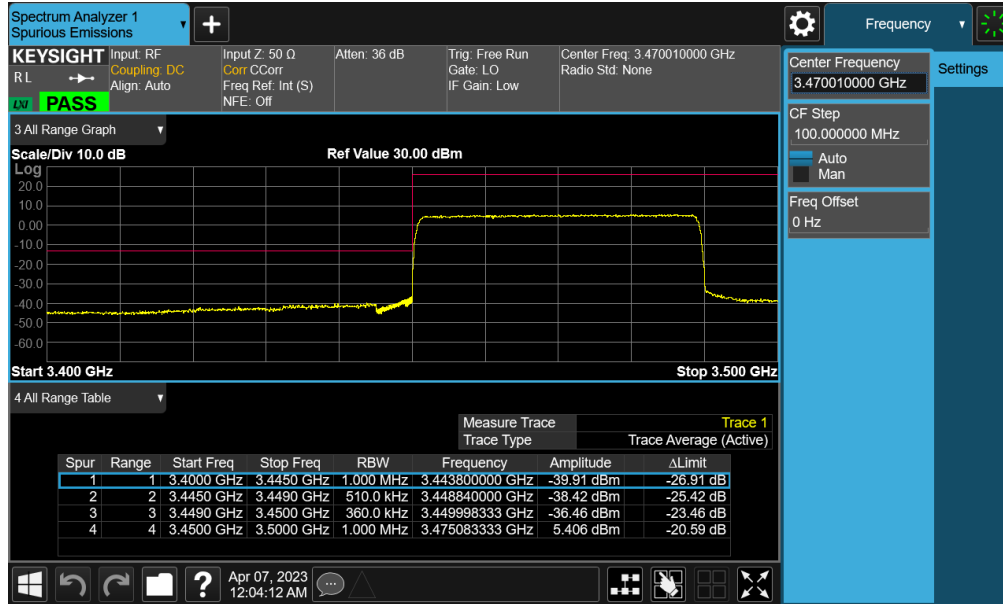 Spectrum Analyzer 1
Spurious Emissions
+
Frequency
KEYSIGHT
R L
LXI
PASS
Input: RF
Coupling: DC
Align: Auto
Input Z: 50 Ω
Corr CCorr
Freq Ref: Int (S)
NFE: Off
Atten: 36 dB
Trig: Free Run
Gate: LO
IF Gain: Low
Center Freq: 3.470010000 GHz
Radio Std: None
Center Frequency
3.470010000 GHz
Settings
CF Step
100.000000 MHz
Auto
Man
Freq Offset
0 Hz
3 All Range Graph
Scale/Div 10.0 dB
Ref Value 30.00 dBm
Log
20.0
10.0
0.00
-10.0
-20.0
-30.0
-40.0
-50.0
-60.0
Start 3.400 GHz
Stop 3.500 GHz
4 All Range Table
Measure Trace Trace 1
Trace Type Trace Average (Active)
Spur Range Start Freq Stop Freq RBW Frequency Amplitude ΔLimit
1 1 3.4000 GHz 3.4450 GHz 1.000 MHz 3.443800000 GHz -39.91 dBm -26.91 dB
2 2 3.4450 GHz 3.4490 GHz 510.0 kHz 3.448840000 GHz -38.42 dBm -25.42 dB
3 3 3.4490 GHz 3.4500 GHz 360.0 kHz 3.449998333 GHz -36.46 dBm -23.46 dB
4 4 3.4500 GHz 3.5000 GHz 1.000 MHz 3.475083333 GHz 5.406 dBm -20.59 dB
?
Apr 07, 2023
12:04:12 AM